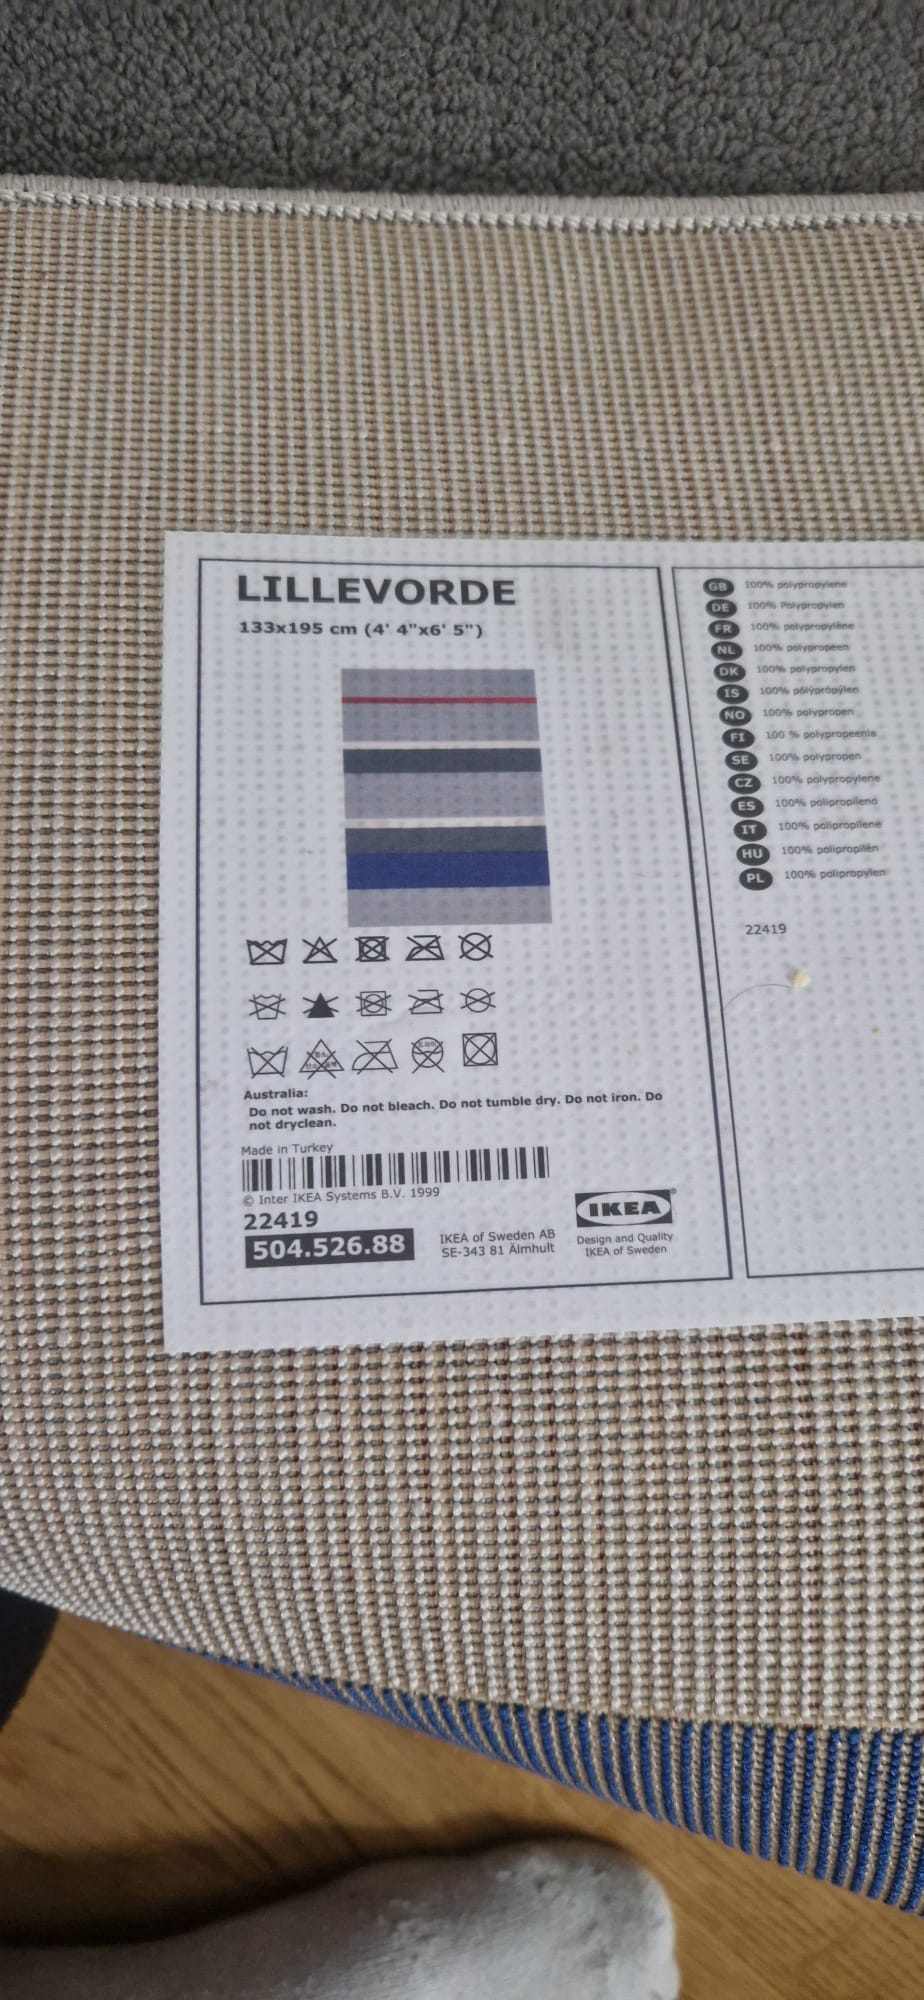 LILLEVORDE
133x195 cm (4' 4"x6' 5")
Australia:
Do not wash. Do not bleach. Do not tumble dry. Do not iron. Do
not dryclean.
Made in Turkey
© Inter IKEA Systems B.V. 1999
22419
504.526.88
IKEA of Sweden AB
SE-343 81 Älmhult
IKEA
®
Design and Quality
IKEA of Sweden
GB 100% polypropylene
DE 100% Polypropylen
FR 100% polypropylène
NL 100% polypropeen
DK 100% polypropylen
IS 100% pólýprópýlen
NO 100% polypropen
FI 100 % polypropeenia
SE 100% polypropen
CZ 100% polypropylene
ES 100% polipropileno
IT 100% polipropilene
HU 100% polipropilén
PL 100% polipropylen
22419